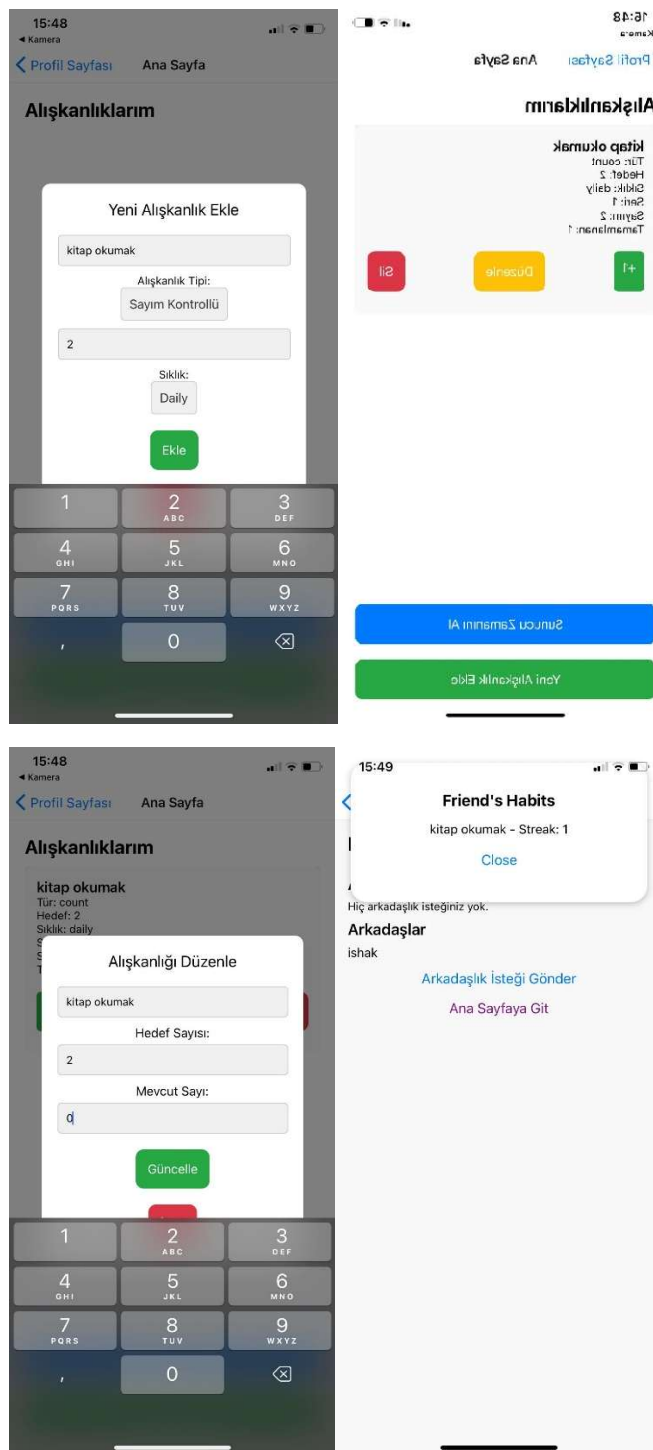 15:48
◀ Kamera
Profil Sayfası Ana Sayfa
Alışkanlıklarım
Yeni Alışkanlık Ekle
kitap okumak
Alışkanlık Tipi:
Sayım Kontrollü
2
Sıklık:
Daily
Ekle
1 2 3
ABC DEF
4 5 6
GHI JKL MNO
7 8 9
PQRS TUV WXYZ
, 0
15:48
Kamera
Profil Sayfası Ana Sayfa
Alışkanlıklarım
kitap okumak
Tür: count
Hedef: 2
Sıklık: daily
Seri: 1
Sayım: 2
Tamamlanan: 1
+1 Düzenle Sil
Sunucu Zamanını Al
Yeni Alışkanlık Ekle
15:48
◀ Kamera
Profil Sayfası Ana Sayfa
Alışkanlıklarım
kitap okumak
Tür: count
Hedef: 2
Sıklık: daily
Alışkanlığı Düzenle
kitap okumak
Hedef Sayısı:
2
Mevcut Sayı:
0
Güncelle
1 2 3
ABC DEF
4 5 6
GHI JKL MNO
7 8 9
PQRS TUV WXYZ
, 0
15:49
Friend's Habits
kitap okumak - Streak: 1
Close
Hiç arkadaşlık isteğiniz yok.
Arkadaşlar
ishak
Arkadaşlık İsteği Gönder
Ana Sayfaya Git